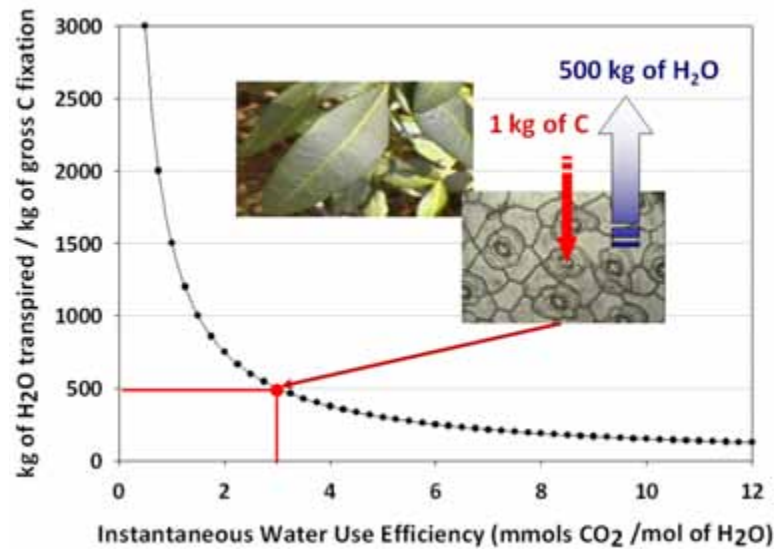 3000
2500
2000
1500
1000
500
0
kg of H2O transpired / kg of gross C fixation
500 kg of H₂O
1 kg of C
0 2 4 6 8 10 12
Instantaneous Water Use Efficiency (mmols CO₂ /mol of H₂O)